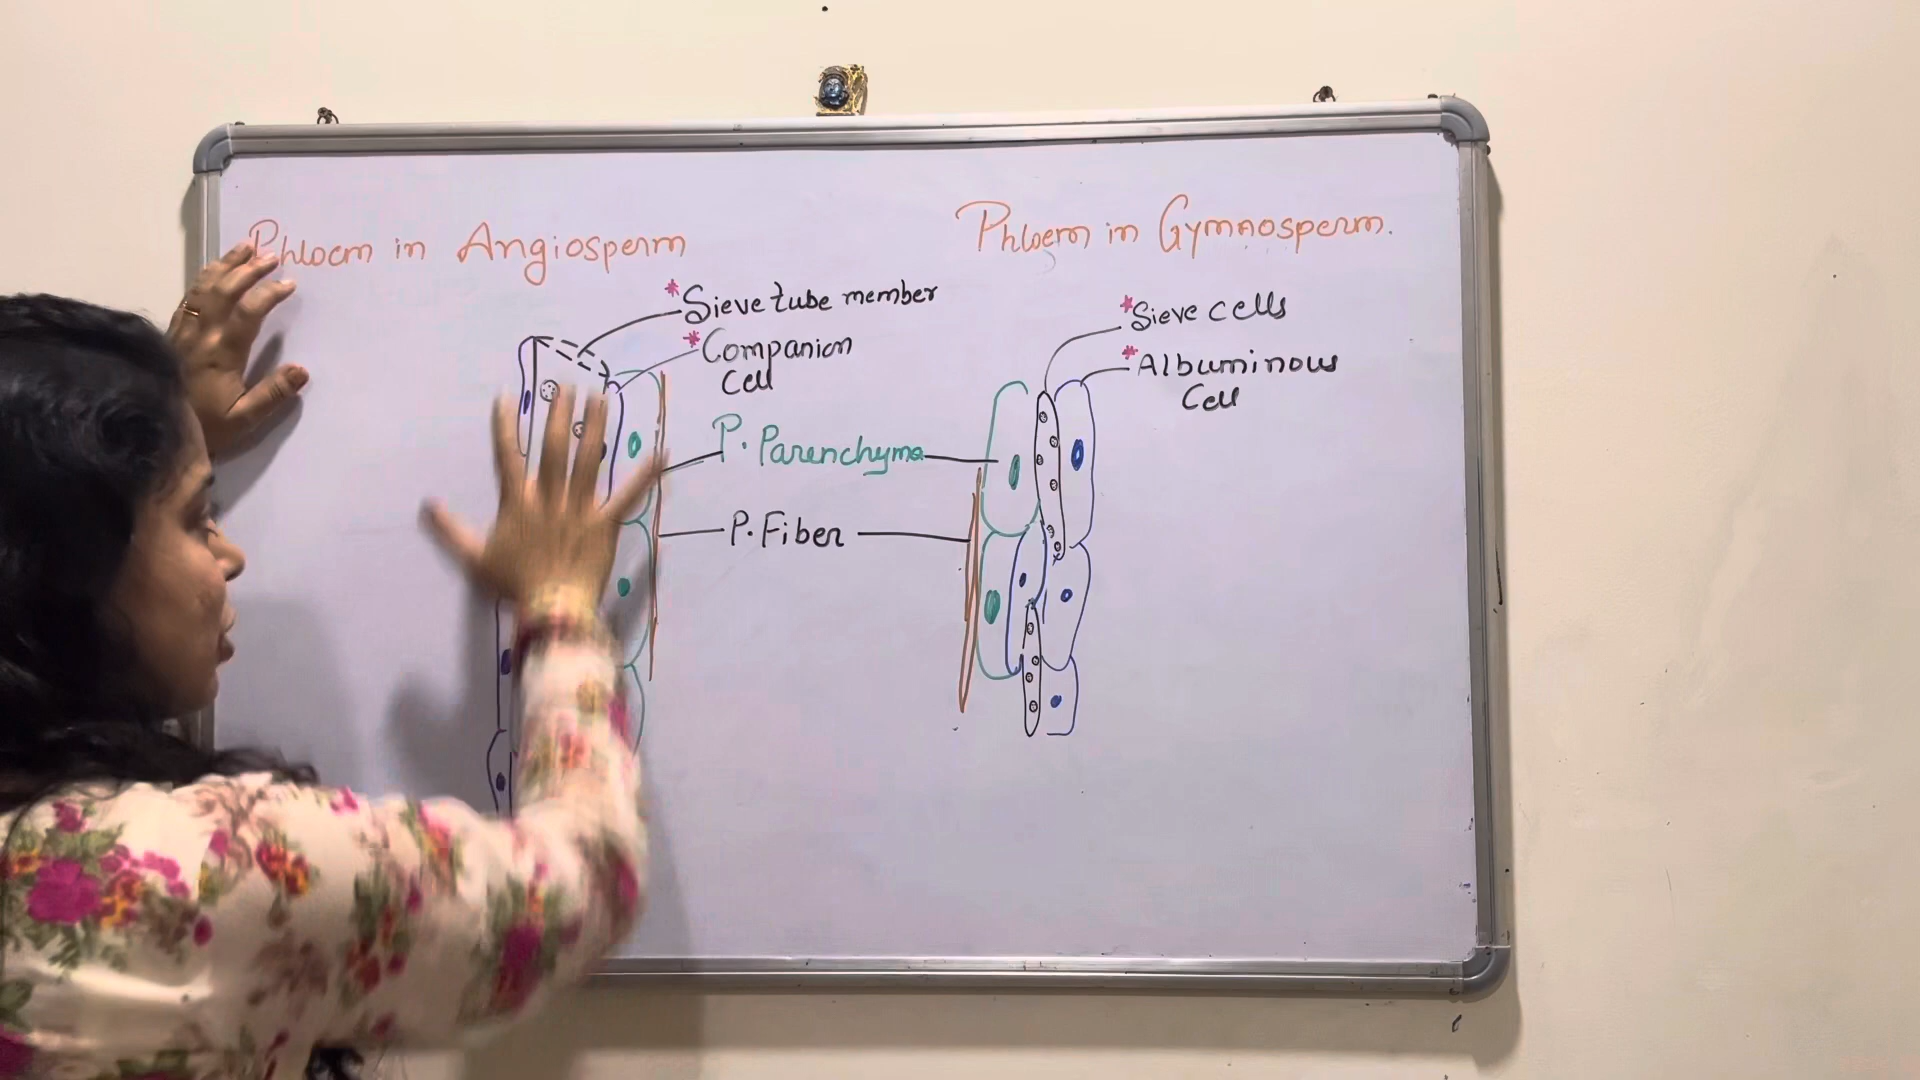 Phloem in Angiosperm
*Sieve tube member
*Companion
Cell
P. Parenchyma
P. Fiber
Phloem in Gymnosperm.
*Sieve cells
*Albuminous
Cell